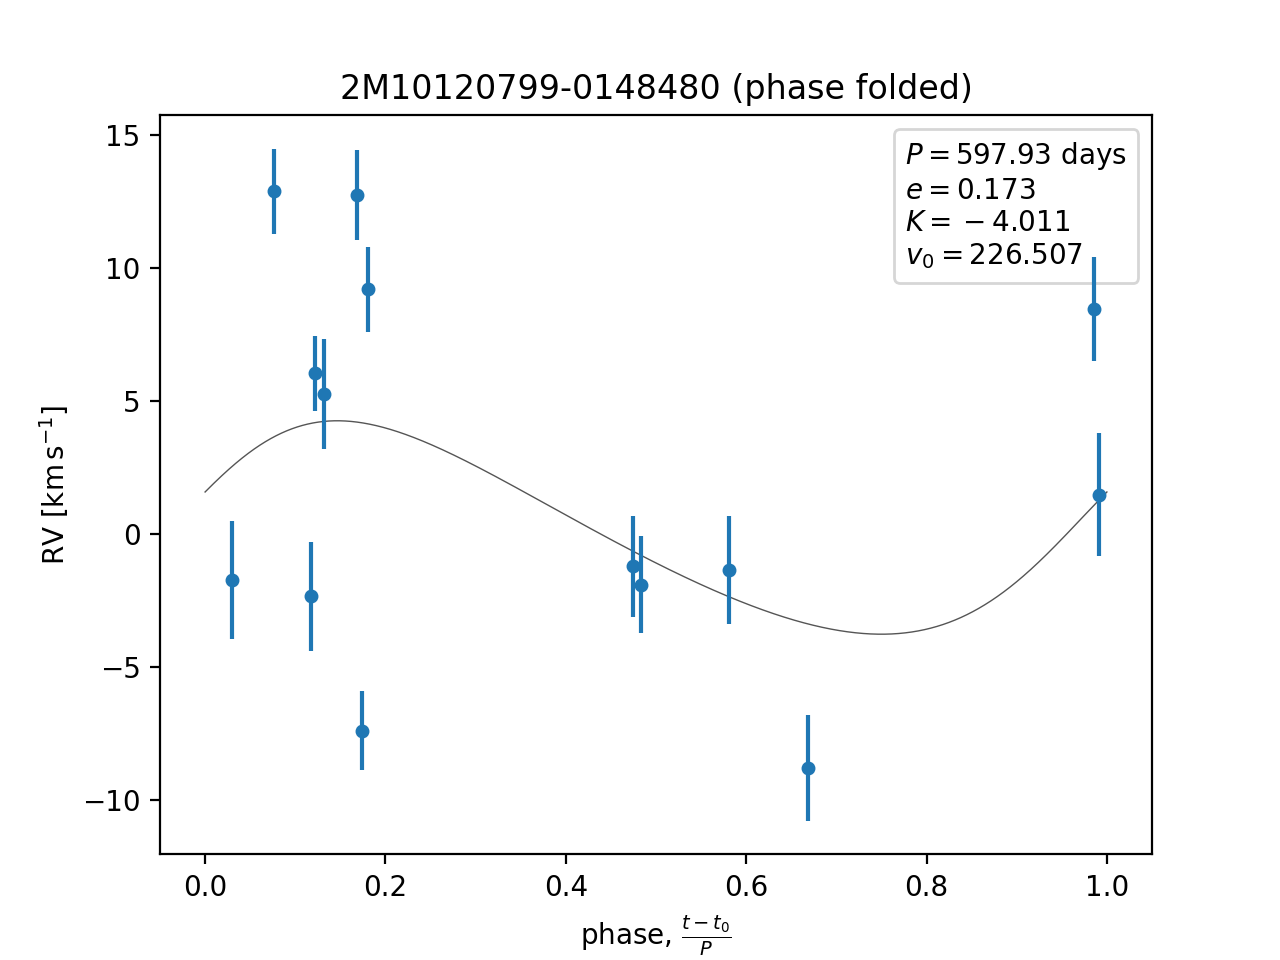 2M10120799-0148480 (phase folded)
P = 597.93 days
e = 0.173
K = −4.011
v₀ = 226.507
15
10
5
0
−5
−10
RV [km s⁻¹]
0.0 0.2 0.4 0.6 0.8 1.0
phase, (t − t₀)/P